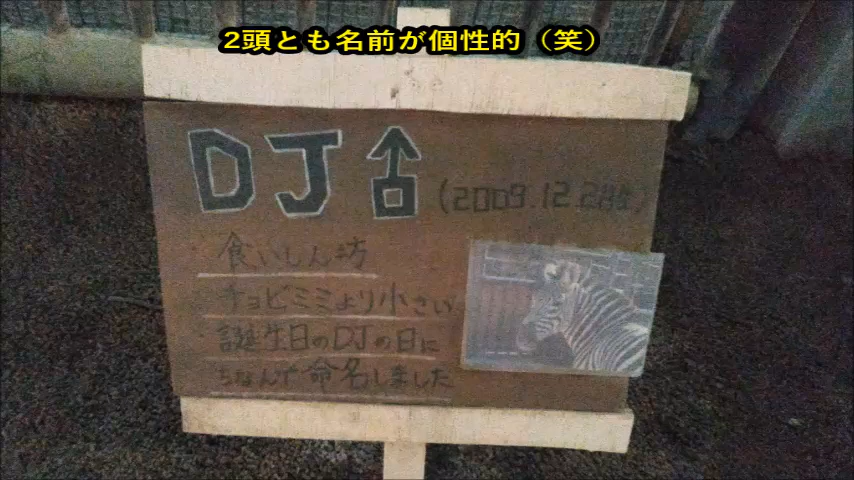 2頭とも名前が個性的（笑）
DJ
(2009.12.28生)
食いしん坊
チョビミミより小さい
誕生日のDJの日に
ちなんで命名しました